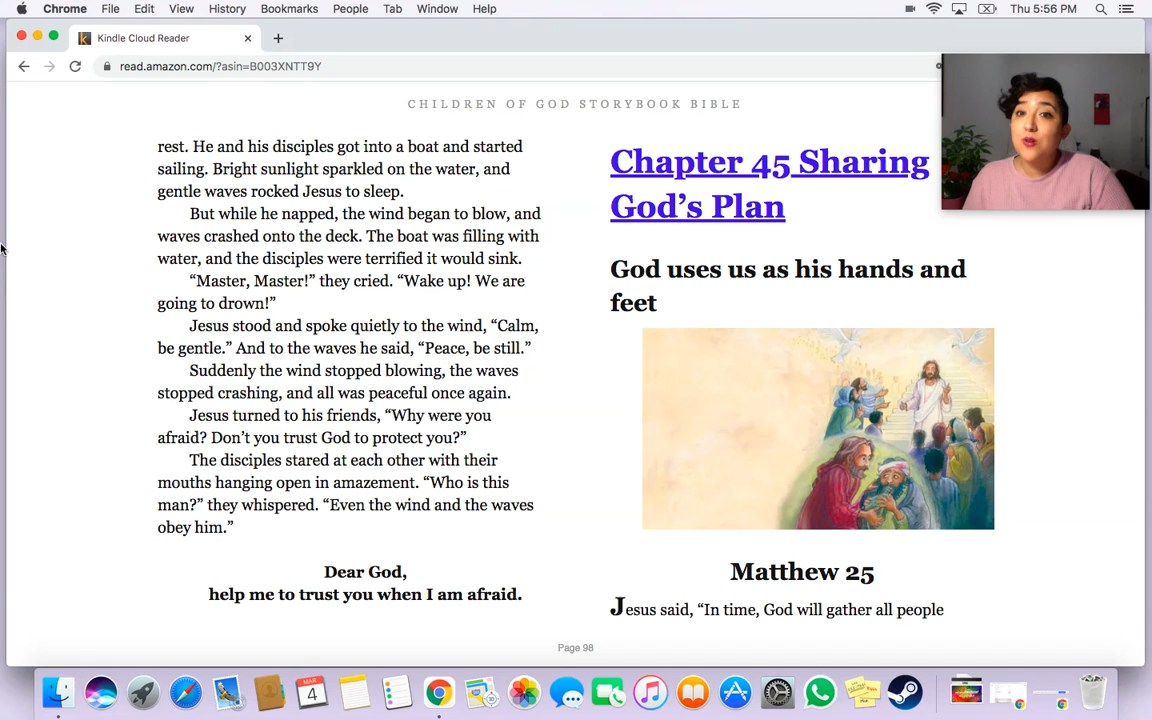 Chrome File Edit View History Bookmarks People Tab Window Help Thu 5:56 PM
Kindle Cloud Reader
read.amazon.com/?asin=B003XNTT9Y
CHILDREN OF GOD STORYBOOK BIBLE
rest. He and his disciples got into a boat and started
sailing. Bright sunlight sparkled on the water, and
gentle waves rocked Jesus to sleep.
But while he napped, the wind began to blow, and
waves crashed onto the deck. The boat was filling with
water, and the disciples were terrified it would sink.
“Master, Master!” they cried. “Wake up! We are
going to drown!”
Jesus stood and spoke quietly to the wind, “Calm,
be gentle.” And to the waves he said, “Peace, be still.”
Suddenly the wind stopped blowing, the waves
stopped crashing, and all was peaceful once again.
Jesus turned to his friends, “Why were you
afraid? Don’t you trust God to protect you?”
The disciples stared at each other with their
mouths hanging open in amazement. “Who is this
man?” they whispered. “Even the wind and the waves
obey him.”
Dear God,
help me to trust you when I am afraid.
Chapter 45 Sharing
God’s Plan
God uses us as his hands and
feet
Matthew 25
Jesus said, “In time, God will gather all people
Page 98
MAR
4